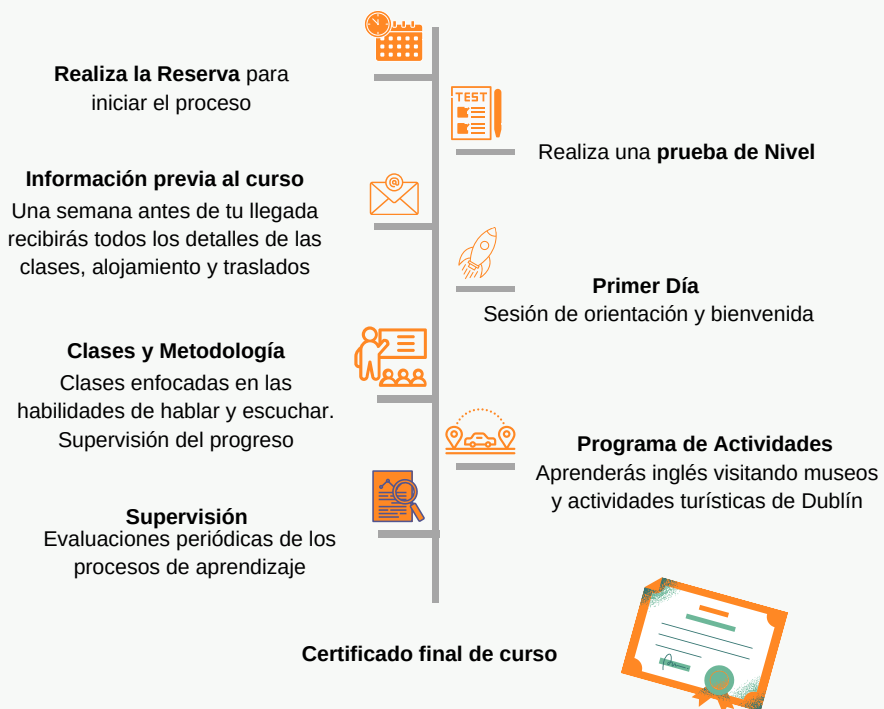 Realiza la Reserva para
iniciar el proceso
TEST
Realiza una prueba de Nivel
Información previa al curso
Una semana antes de tu llegada
recibirás todos los detalles de las
clases, alojamiento y traslados
@
Primer Día
Sesión de orientación y bienvenida
Clases y Metodología
Clases enfocadas en las
habilidades de hablar y escuchar.
Supervisión del progreso
Programa de Actividades
Aprenderás inglés visitando museos
y actividades turísticas de Dublín
Supervisión
Evaluaciones periódicas de los
procesos de aprendizaje
Certificado final de curso